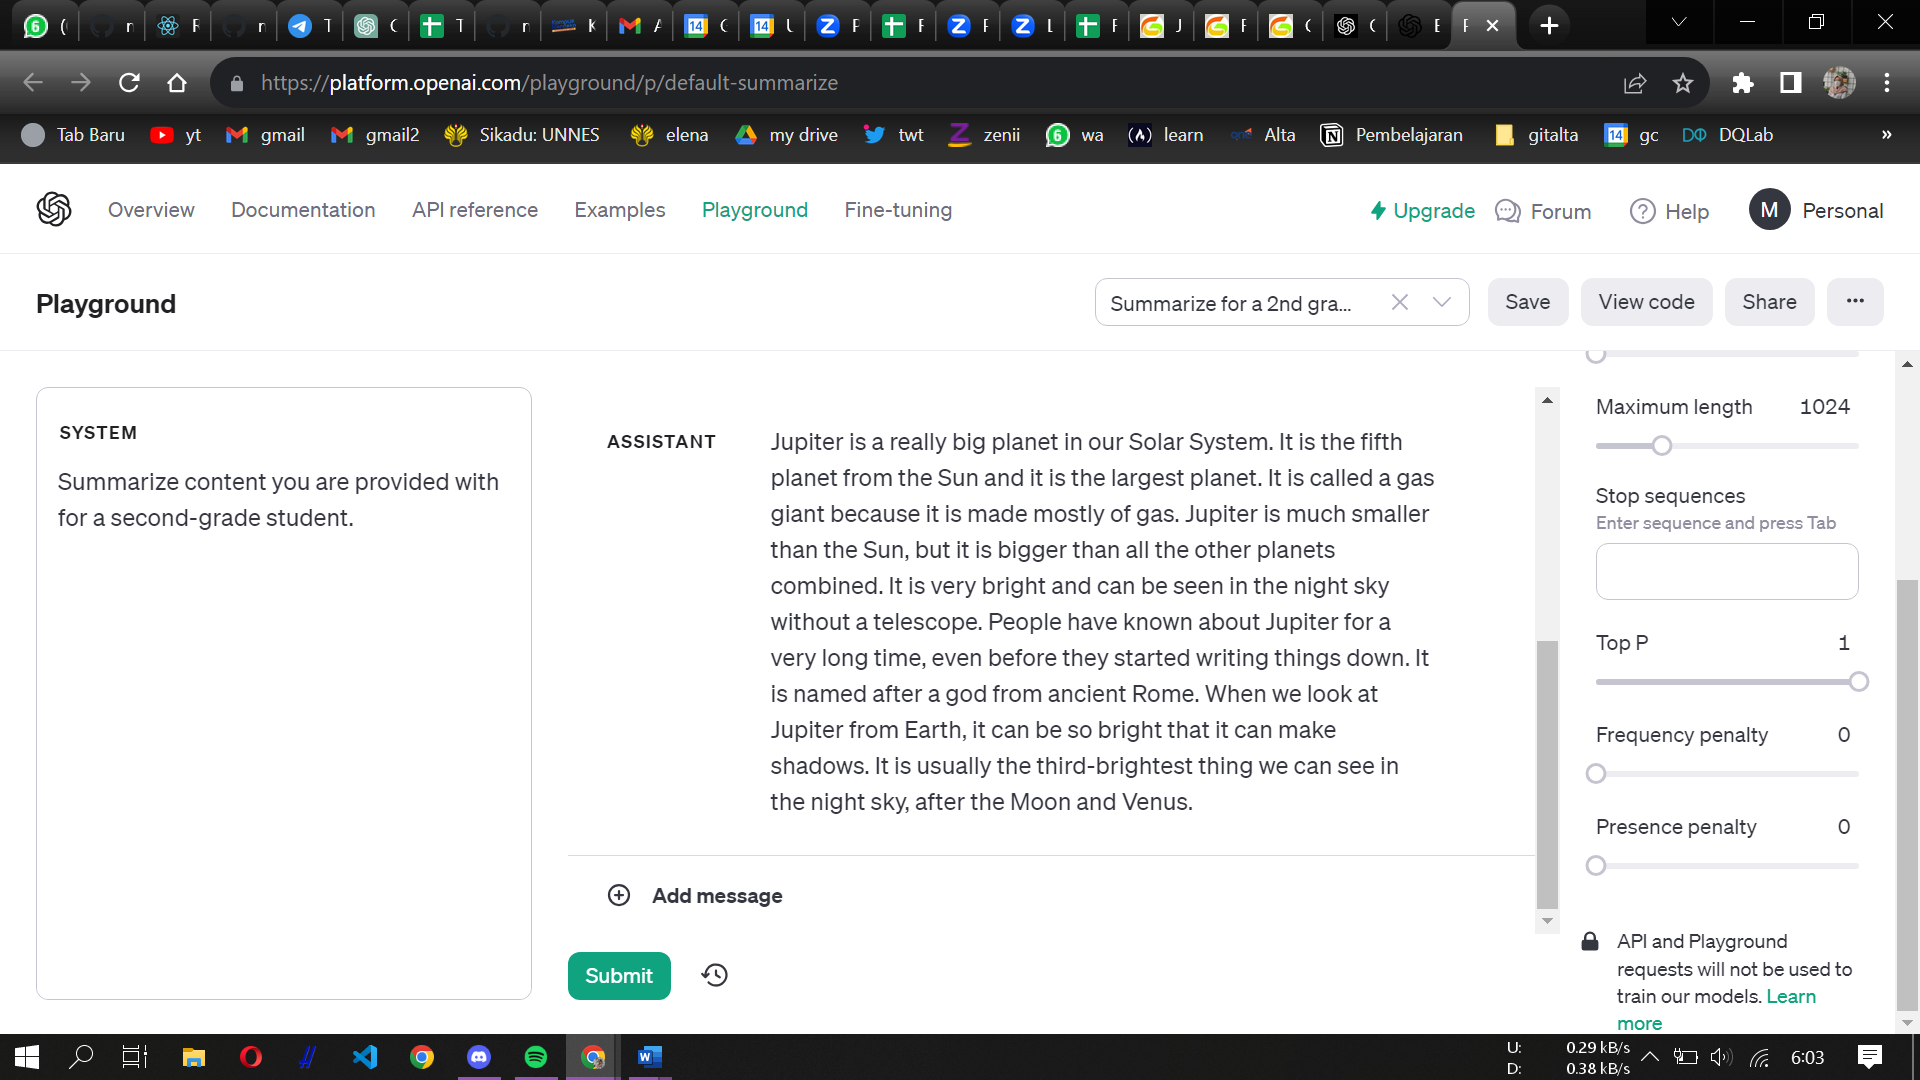 https://platform.openai.com/playground/p/default-summarize
Tab Baru yt gmail gmail2 Sikadu: UNNES elena my drive twt zenii wa learn Alta Pembelajaran gitalta gc DQLab »
Overview Documentation API reference Examples Playground Fine-tuning Upgrade Forum Help M Personal
Playground Summarize for a 2nd gra... Save View code Share ...
SYSTEM
Summarize content you are provided with
for a second-grade student.
ASSISTANT
Jupiter is a really big planet in our Solar System. It is the fifth
planet from the Sun and it is the largest planet. It is called a gas
giant because it is made mostly of gas. Jupiter is much smaller
than the Sun, but it is bigger than all the other planets
combined. It is very bright and can be seen in the night sky
without a telescope. People have known about Jupiter for a
very long time, even before they started writing things down. It
is named after a god from ancient Rome. When we look at
Jupiter from Earth, it can be so bright that it can make
shadows. It is usually the third-brightest thing we can see in
the night sky, after the Moon and Venus.
Add message
Submit
Maximum length 1024
Stop sequences
Enter sequence and press Tab
Top P 1
Frequency penalty 0
Presence penalty 0
API and Playground
requests will not be used to
train our models. Learn
more
U: 0.29 kB/s
D: 0.38 kB/s
6:03